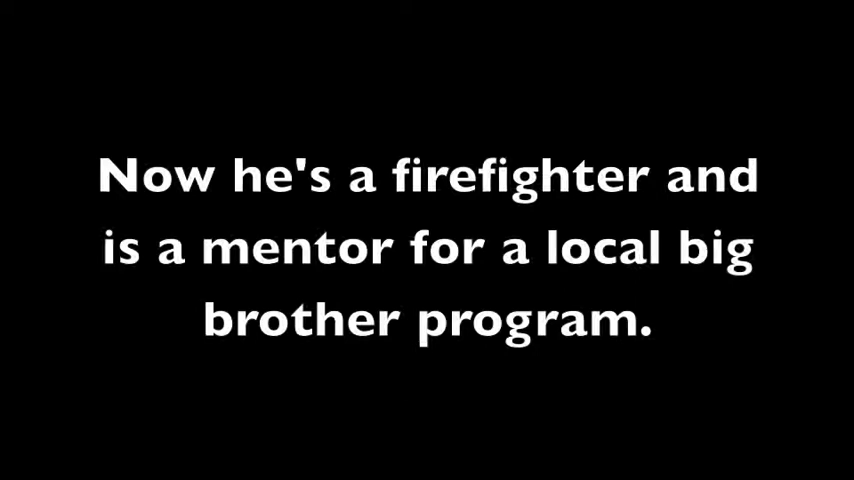 Now he's a firefighter and
is a mentor for a local big
brother program.